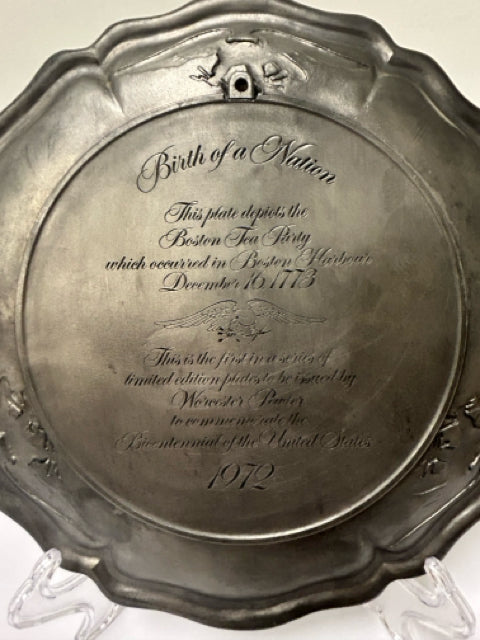 Birth of a Nation
This plate depicts the
Boston Tea Party
which occurred in Boston Harbour
December 16 1773
This is the first in a series of
limited edition plates to be issued by
Worcester Pewter
to commemorate the
Bicentennial of the United States
1972